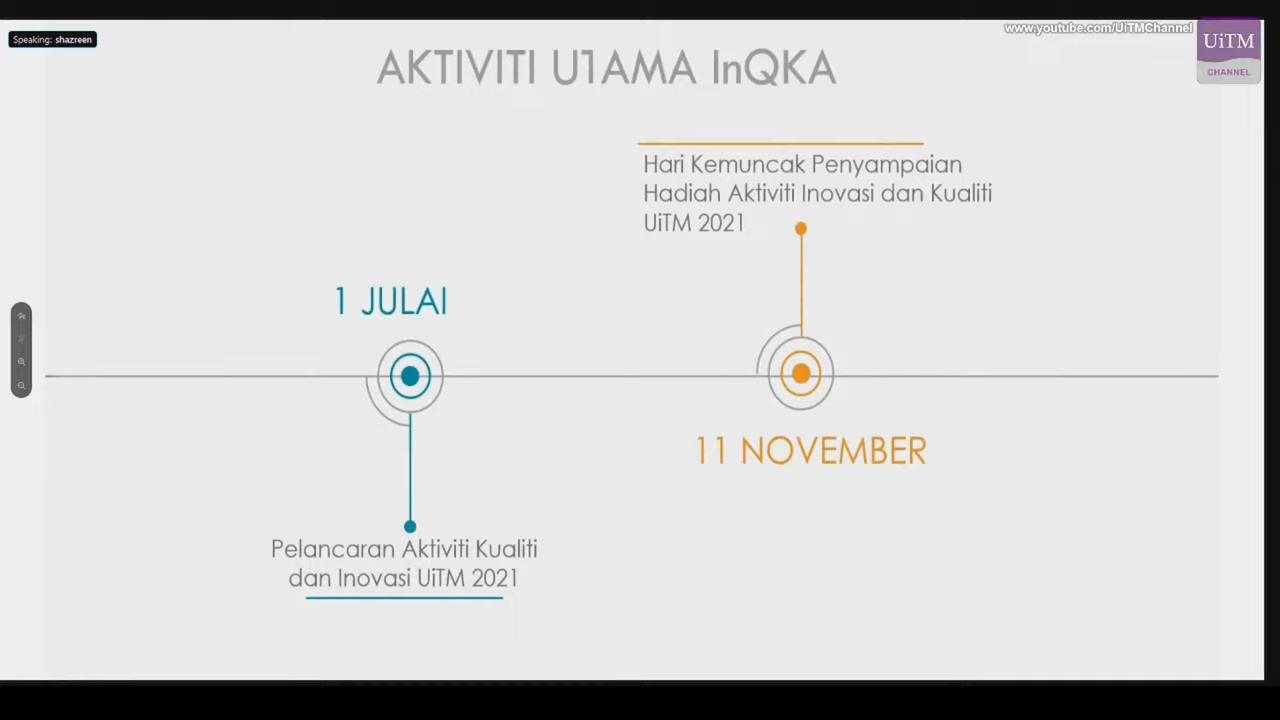 Speaking: shazreen
www.youtube.com/UiTMChannel
UiTM
CHANNEL
AKTIVITI U1AMA InQKA
Hari Kemuncak Penyampaian
Hadiah Aktiviti Inovasi dan Kualiti
UiTM 2021
1 JULAI
11 NOVEMBER
Pelancaran Aktiviti Kualiti
dan Inovasi UiTM 2021